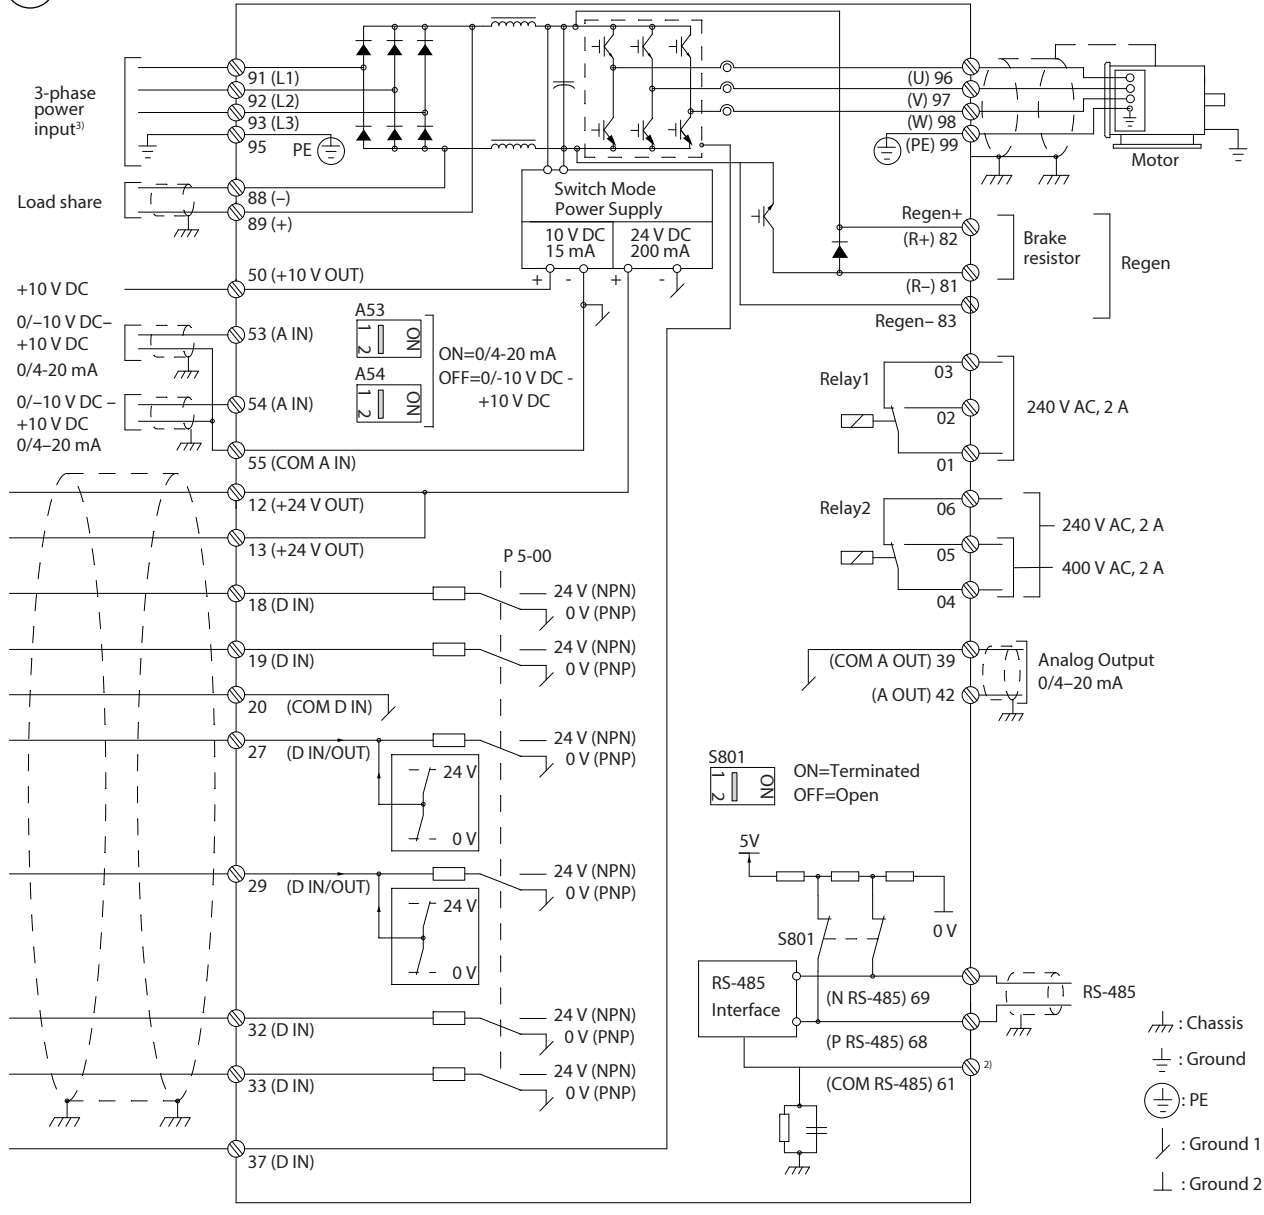 3-phase
power
input3)
91 (L1)
92 (L2)
93 (L3)
95
PE
Load share
88 (–)
89 (+)
Switch Mode
Power Supply
10 V DC
15 mA
24 V DC
200 mA
+
-
+
-
(U) 96
(V) 97
(W) 98
(PE) 99
Motor
Regen+
(R+) 82
Brake
resistor
Regen
(R–) 81
Regen– 83
+10 V DC
50 (+10 V OUT)
0/–10 V DC–
+10 V DC
0/4-20 mA
53 (A IN)
A53
1
2
ON
A54
1
2
ON
ON=0/4-20 mA
OFF=0/-10 V DC -
+10 V DC
0/–10 V DC –
+10 V DC
0/4–20 mA
54 (A IN)
55 (COM A IN)
Relay1
03
02
01
240 V AC, 2 A
Relay2
06
05
04
240 V AC, 2 A
400 V AC, 2 A
12 (+24 V OUT)
13 (+24 V OUT)
P 5-00
18 (D IN)
24 V (NPN)
0 V (PNP)
19 (D IN)
24 V (NPN)
0 V (PNP)
20 (COM D IN)
27 (D IN/OUT)
24 V (NPN)
0 V (PNP)
24 V
0 V
29 (D IN/OUT)
24 V (NPN)
0 V (PNP)
24 V
0 V
32 (D IN)
24 V (NPN)
0 V (PNP)
33 (D IN)
24 V (NPN)
0 V (PNP)
37 (D IN)
(COM A OUT) 39
(A OUT) 42
Analog Output
0/4–20 mA
S801
1
2
ON
ON=Terminated
OFF=Open
5V
S801
0 V
RS-485
Interface
(N RS-485) 69
(P RS-485) 68
(COM RS-485) 61
2)
RS-485
: Chassis
: Ground
: PE
: Ground 1
: Ground 2